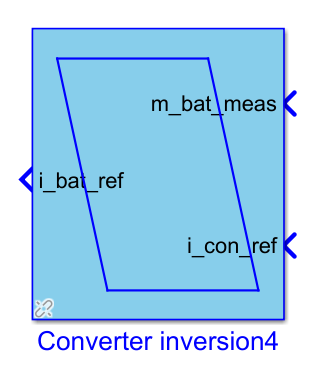 m_bat_meas
i_bat_ref
i_con_ref
Converter inversion4